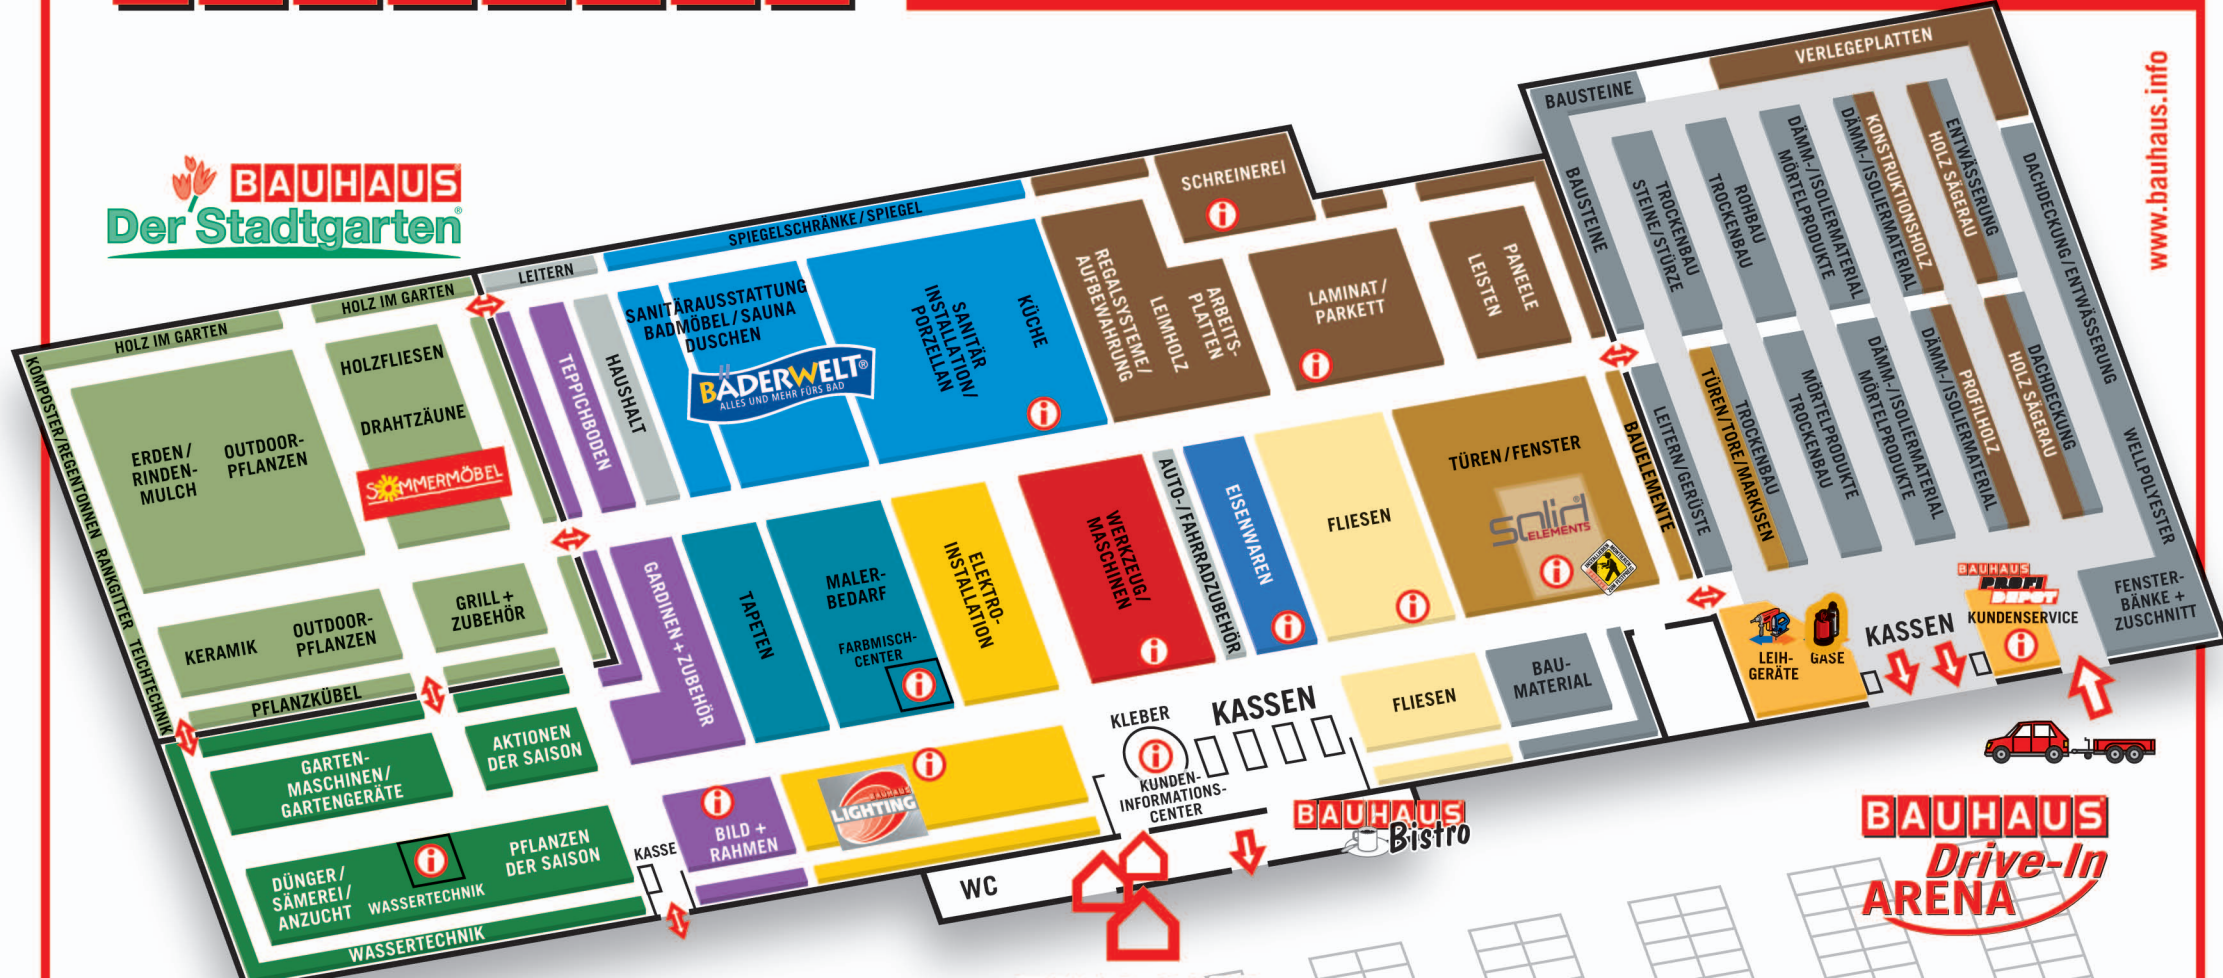 www.bauhaus.info
BAUHAUS
Der Stadtgarten®
HOLZ IM GARTEN
HOLZ IM GARTEN
KOMPOSTER/REGENTONNEN
RANKGITTER
TEICHTECHNIK
ERDEN/
RINDEN-
MULCH
OUTDOOR-
PFLANZEN
HOLZFLIESEN
DRAHTZÄUNE
SOMMERMÖBEL
KERAMIK
OUTDOOR-
PFLANZEN
GRILL +
ZUBEHÖR
PFLANZKÜBEL
GARTEN-
MASCHINEN/
GARTENGERÄTE
AKTIONEN
DER SAISON
DÜNGER/
SÄMEREI/
ANZUCHT
WASSERTECHNIK
PFLANZEN
DER SAISON
WASSERTECHNIK
KASSE
LEITERN
SPIEGELSCHRÄNKE/SPIEGEL
TEPPICHBODEN
HAUSHALT
SANITÄRAUSSTATTUNG
BADMÖBEL/SAUNA
DUSCHEN
BÄDERWELT®
ALLES UND MEHR FÜRS BAD
SANITÄR
INSTALLATION/
PORZELLAN
KÜCHE
REGALSYSTEME/
AUFBEWAHRUNG
LEIMHOLZ
ARBEITS-
PLATTEN
SCHREINEREI
LAMINAT/
PARKETT
LEISTEN
PANEELE
GARDINEN + ZUBEHÖR
TAPETEN
MALER-
BEDARF
FARBMISCH-
CENTER
ELEKTRO-
INSTALLATION
WERKZEUG/
MASCHINEN
AUTO-/FAHRRADZUBEHÖR
EISENWAREN
FLIESEN
TÜREN/FENSTER
solid
ELEMENTS
BAUELEMENTE
BILD +
RAHMEN
BAUHAUS
LIGHTING
KLEBER
KASSEN
KUNDEN-
INFORMATIONS-
CENTER
FLIESEN
BAU-
MATERIAL
WC
BAUHAUS
Bistro
BAUSTEINE
VERLEGEPLATTEN
BAUSTEINE
TROCKENBAU
STEINE/STÜRZE
ROHBAU
TROCKENBAU
DÄMM-/ISOLIERMATERIAL
MÖRTELPRODUKTE
KONSTRUKTIONSHOLZ
DÄMM-/ISOLIERMATERIAL
ENTWÄSSERUNG
HOLZ SÄGERAU
DACHDECKUNG/ENTWÄSSERUNG
LEITERN/GERÜSTE
TROCKENBAU
TÜREN/TORE/MARKISEN
MÖRTELPRODUKTE
TROCKENBAU
DÄMM-/ISOLIERMATERIAL
MÖRTELPRODUKTE
PROFILHOLZ
DÄMM-/ISOLIERMATERIAL
DACHDECKUNG
HOLZ SÄGERAU
WELLPOLYESTER
FENSTER-
BÄNKE +
ZUSCHNITT
LEIH-
GERÄTE
GASE
KASSEN
BAUHAUS
PROFI
DEPOT
KUNDENSERVICE
BAUHAUS
Drive-In
ARENA